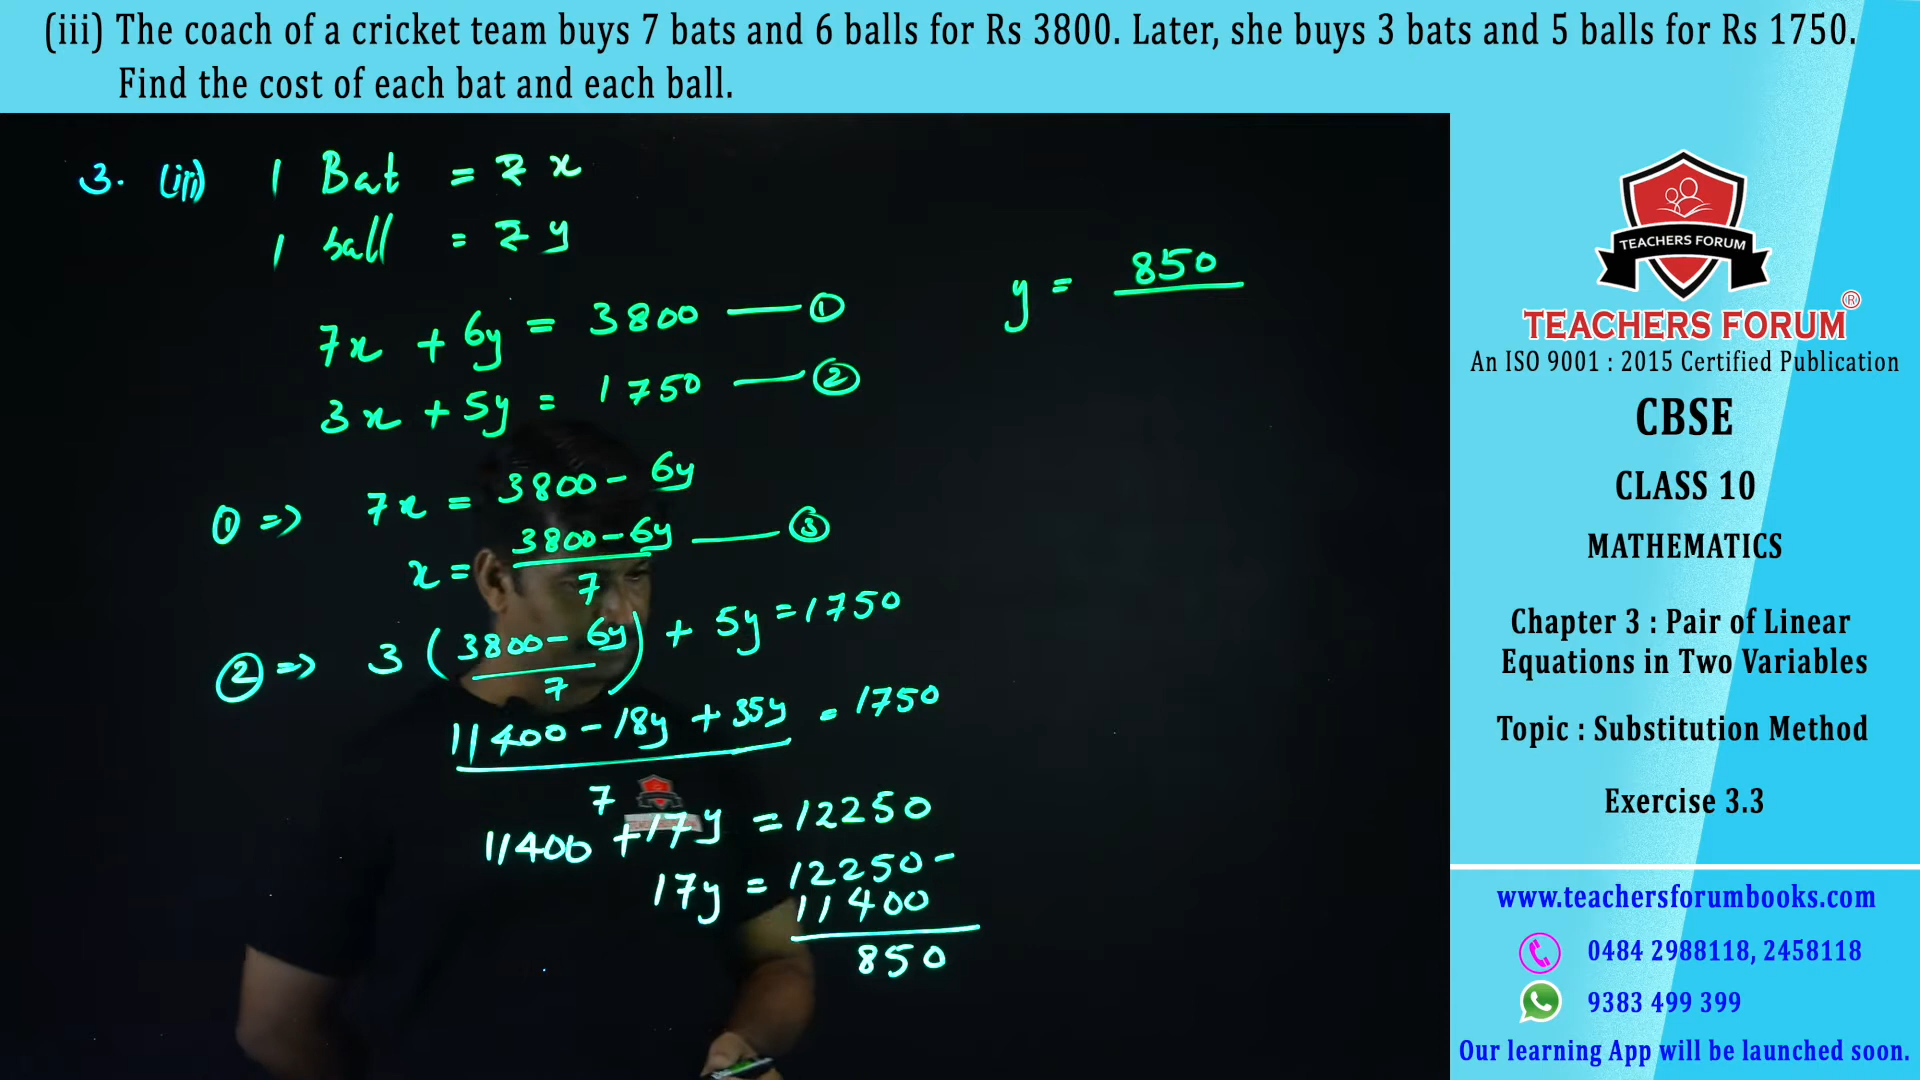 (iii) The coach of a cricket team buys 7 bats and 6 balls for Rs 3800. Later, she buys 3 bats and 5 balls for Rs 1750.
Find the cost of each bat and each ball.
3. (iii) 1 Bat = ₹ x
1 ball = ₹ y
7x + 6y = 3800 —— ①
3x + 5y = 1750 —— ②
① => 7x = 3800 - 6y
x = (3800 - 6y)/7 —— ③
② => 3 ((3800 - 6y)/7) + 5y = 1750
(11400 - 18y + 35y)/7 = 1750
11400 + 17y = 12250
17y = 12250 -
11400
850
y = 850
TEACHERS FORUM
TEACHERS FORUM®
An ISO 9001 : 2015 Certified Publication
CBSE
CLASS 10
MATHEMATICS
Chapter 3 : Pair of Linear
Equations in Two Variables
Topic : Substitution Method
Exercise 3.3
www.teachersforumbooks.com
0484 2988118, 2458118
9383 499 399
Our learning App will be launched soon.